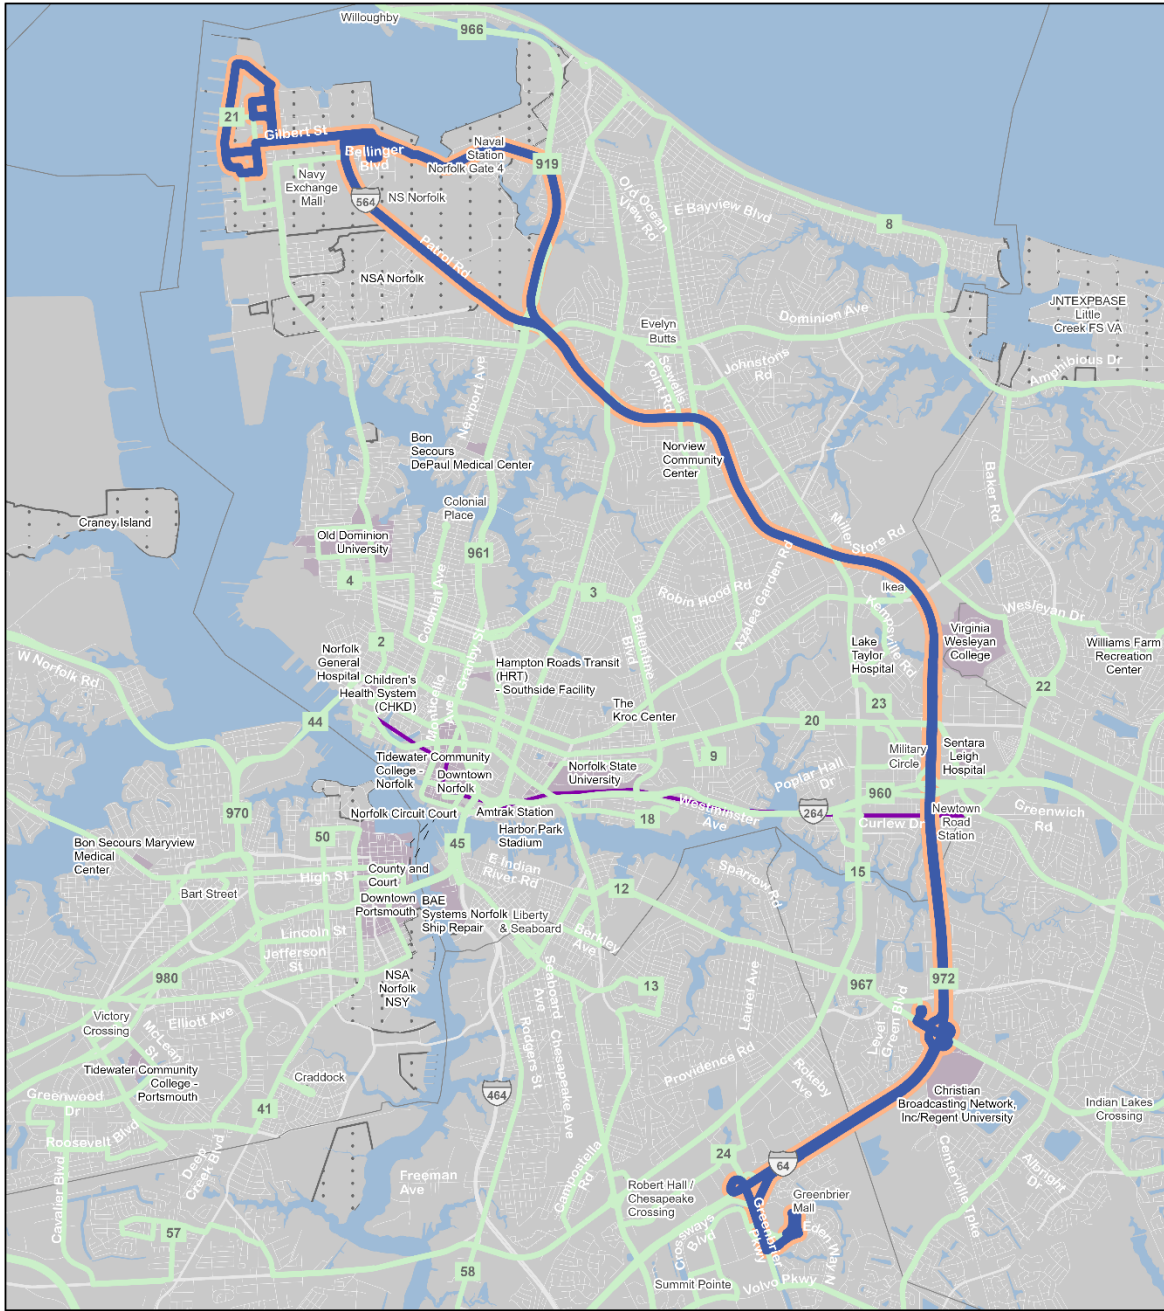 Willoughby
966
21
Gilbert St
Bellinger
Blvd
Naval
Station
Norfolk Gate 4
919
Navy
Exchange
Mall
564
NS Norfolk
Old Ocean
View Rd
E Bayview Blvd
8
Patrol Rd
NSA Norfolk
JNTEXPBASE
Little
Creek FS VA
Evelyn
Butts
Dominion Ave
Johnstons
Rd
Amphibious Dr
Sewells
Point Rd
Newport Ave
Bon
Secours
DePaul Medical Center
Norview
Community
Center
Baker Rd
Colonial
Place
Craney Island
Old Dominion
University
961
Miller
Store Rd
4
3
Robin Hood Rd
Azalea Garden Rd
Ikea
Kempsville Rd
Wesleyan Dr
Colonial Ave
Granby St
Ballentine
Blvd
2
Virginia
Wesleyan
College
Williams Farm
Recreation
Center
W Norfolk Rd
Norfolk
General
Hospital
Children's
Health System
(CHKD)
Hampton Roads Transit
(HRT)
- Southside Facility
Lake
Taylor
Hospital
22
23
The
Kroc Center
Monticello
Ave
44
20
9
Military
Circle
Sentara
Leigh
Hospital
Tidewater Community
College -
Norfolk
Downtown
Norfolk
Norfolk State
University
Poplar Hall
Dr
960
970
Norfolk Circuit Court
Amtrak Station
Westminster
Ave
264
Curlew Dr
Newtown
Road
Station
Greenwich
Rd
18
Harbor Park
Stadium
50
45
Bon Secours Maryview
Medical
Center
High St
County and
Court
E Indian
River Rd
Sparrow Rd
15
Bart Street
12
Downtown
Portsmouth
BAE
Systems Norfolk
Ship Repair
Liberty
& Seaboard
Lincoln St
Jefferson
St
Berkley
Ave
980
NSA
Norfolk
NSY
Seaboard
Ave
13
Laurel Ave
967
972
Level
Green Blvd
Victory
Crossing
Elliott Ave
McLean
St
Rodgers St
Chesapeake Ave
Providence Rd
Rokeby
Ave
Tidewater Community
College -
Portsmouth
Craddock
464
Christian
Broadcasting Network,
Inc/Regent University
Indian Lakes
Crossing
Greenwood
Dr
41
Roosevelt Blvd
Deep
Creek Blvd
Freeman
Ave
Campostella
Rd
24
64
Centerville Tpke
Albright
Dr
Cavalier Blvd
Robert Hall /
Chesapeake
Crossing
Greenbrier
Mall
Greenbrier
Pkwy
Eden Way N
Crossways
Blvd
57
58
Summit Pointe
Volvo Pkwy